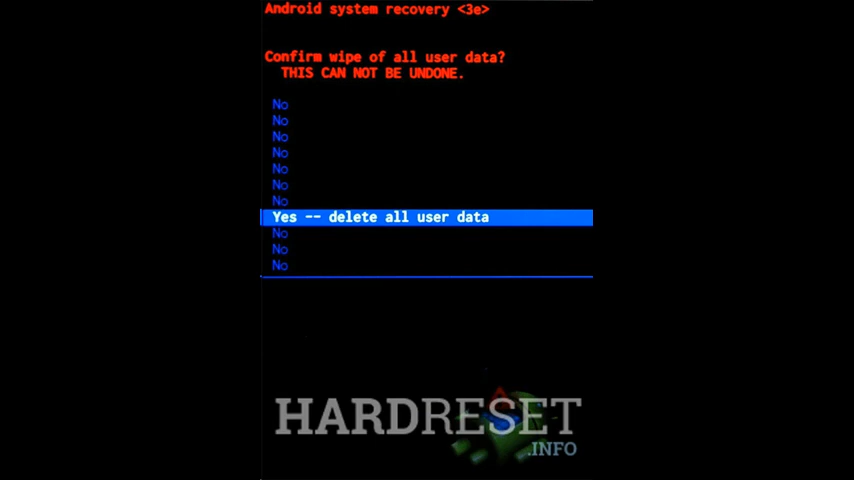 Android system recovery <3e>
Confirm wipe of all user data?
THIS CAN NOT BE UNDONE.
No
No
No
No
No
No
No
Yes -- delete all user data
No
No
No
HARDRESET
.INFO